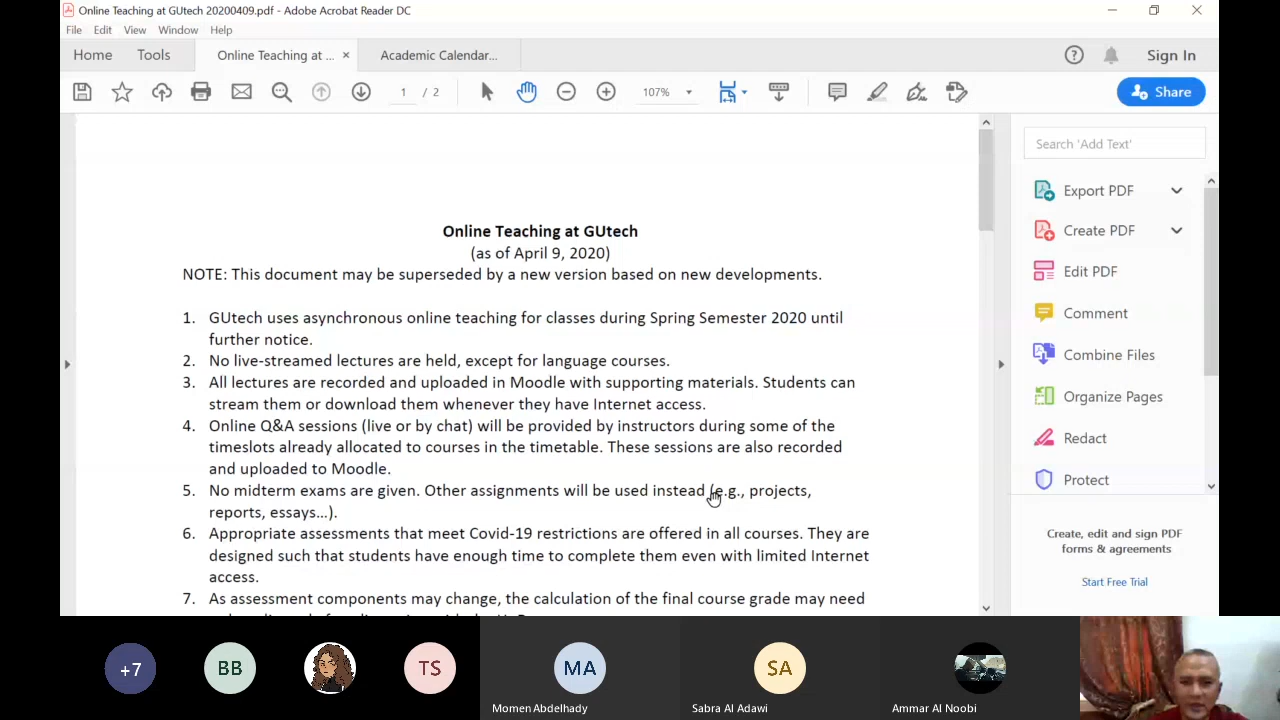 Online Teaching at GUtech 20200409.pdf - Adobe Acrobat Reader DC
File Edit View Window Help
Home Tools Online Teaching at ... × Academic Calendar... Sign In
1 / 2 107% Share
Search 'Add Text'
Export PDF
Create PDF
Edit PDF
Comment
Combine Files
Organize Pages
Redact
Protect
Create, edit and sign PDF
forms & agreements
Start Free Trial
Online Teaching at GUtech
(as of April 9, 2020)
NOTE: This document may be superseded by a new version based on new developments.
1. GUtech uses asynchronous online teaching for classes during Spring Semester 2020 until
further notice.
2. No live-streamed lectures are held, except for language courses.
3. All lectures are recorded and uploaded in Moodle with supporting materials. Students can
stream them or download them whenever they have Internet access.
4. Online Q&A sessions (live or by chat) will be provided by instructors during some of the
timeslots already allocated to courses in the timetable. These sessions are also recorded
and uploaded to Moodle.
5. No midterm exams are given. Other assignments will be used instead (e.g., projects,
reports, essays...).
6. Appropriate assessments that meet Covid-19 restrictions are offered in all courses. They are
designed such that students have enough time to complete them even with limited Internet
access.
7. As assessment components may change, the calculation of the final course grade may need
+7 BB TS MA SA
Momen Abdelhady Sabra Al Adawi Ammar Al Noobi